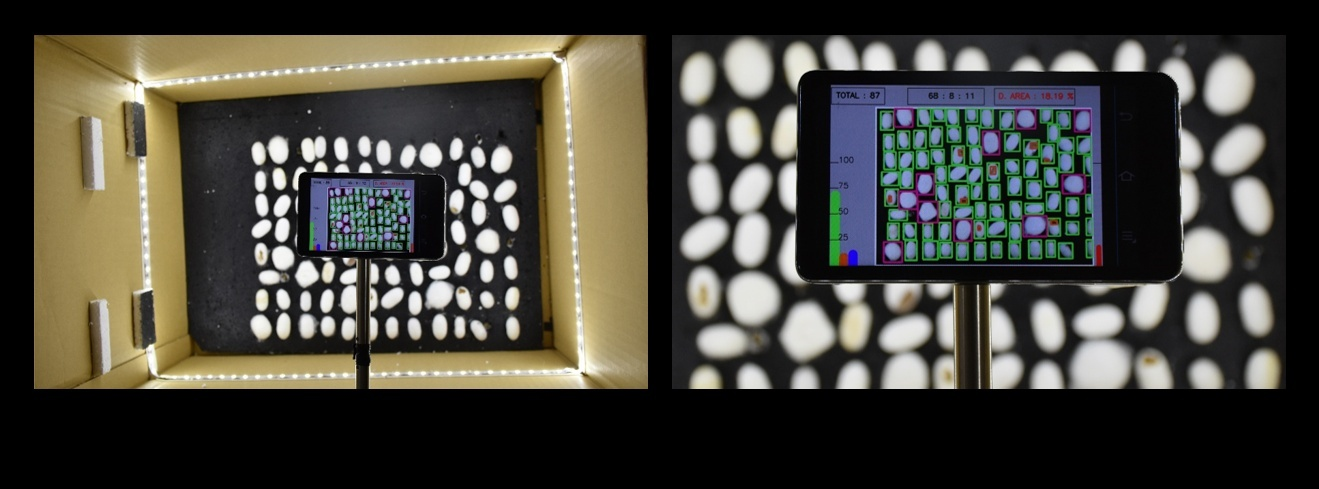 TOTAL : 87
68 : 8 : 11
D. AREA : 18.19 %
100
75
50
25